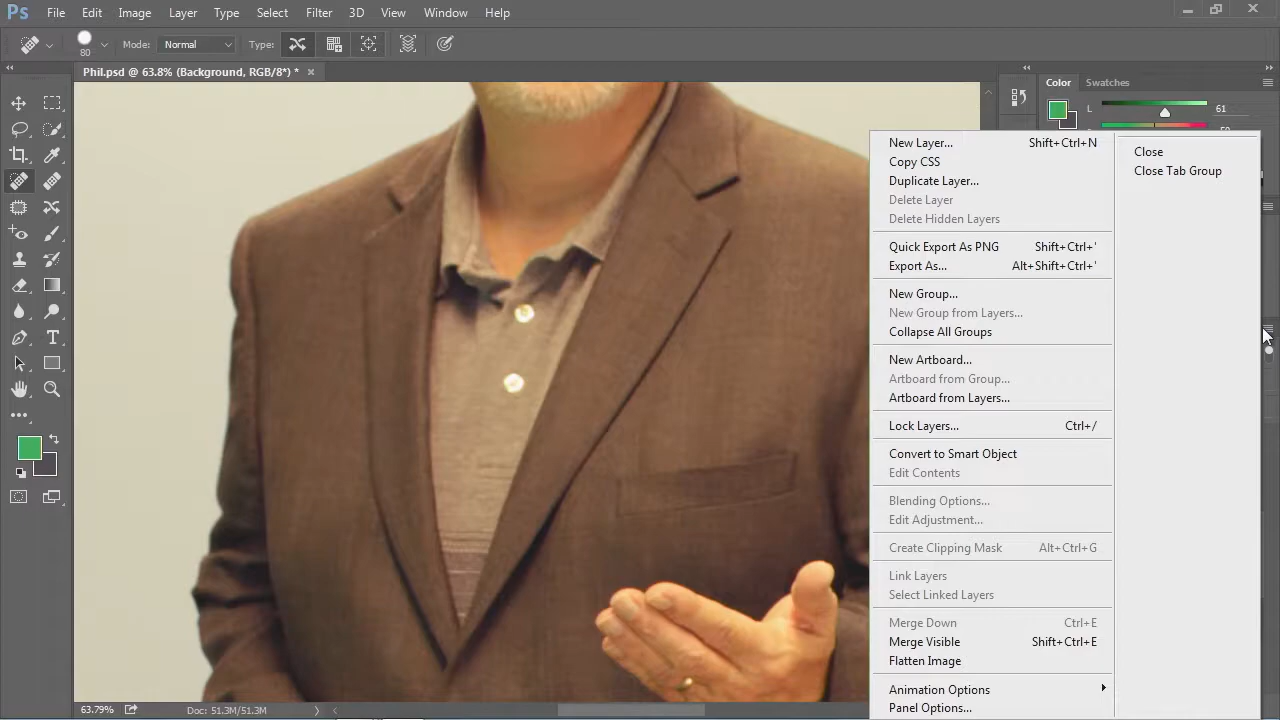 Ps File Edit Image Layer Type Select Filter 3D View Window Help
80 Mode: Normal Type:
Phil.psd @ 63.8% (Background, RGB/8*) * ×
Color Swatches
L 61
New Layer... Shift+Ctrl+N
Copy CSS
Duplicate Layer...
Delete Layer
Delete Hidden Layers
Quick Export As PNG Shift+Ctrl+'
Export As... Alt+Shift+Ctrl+'
New Group...
New Group from Layers...
Collapse All Groups
New Artboard...
Artboard from Group...
Artboard from Layers...
Lock Layers... Ctrl+/
Convert to Smart Object
Edit Contents
Blending Options...
Edit Adjustment...
Create Clipping Mask Alt+Ctrl+G
Link Layers
Select Linked Layers
Merge Down Ctrl+E
Merge Visible Shift+Ctrl+E
Flatten Image
Animation Options
Panel Options...
Close
Close Tab Group
63.79% Doc: 51.3M/51.3M